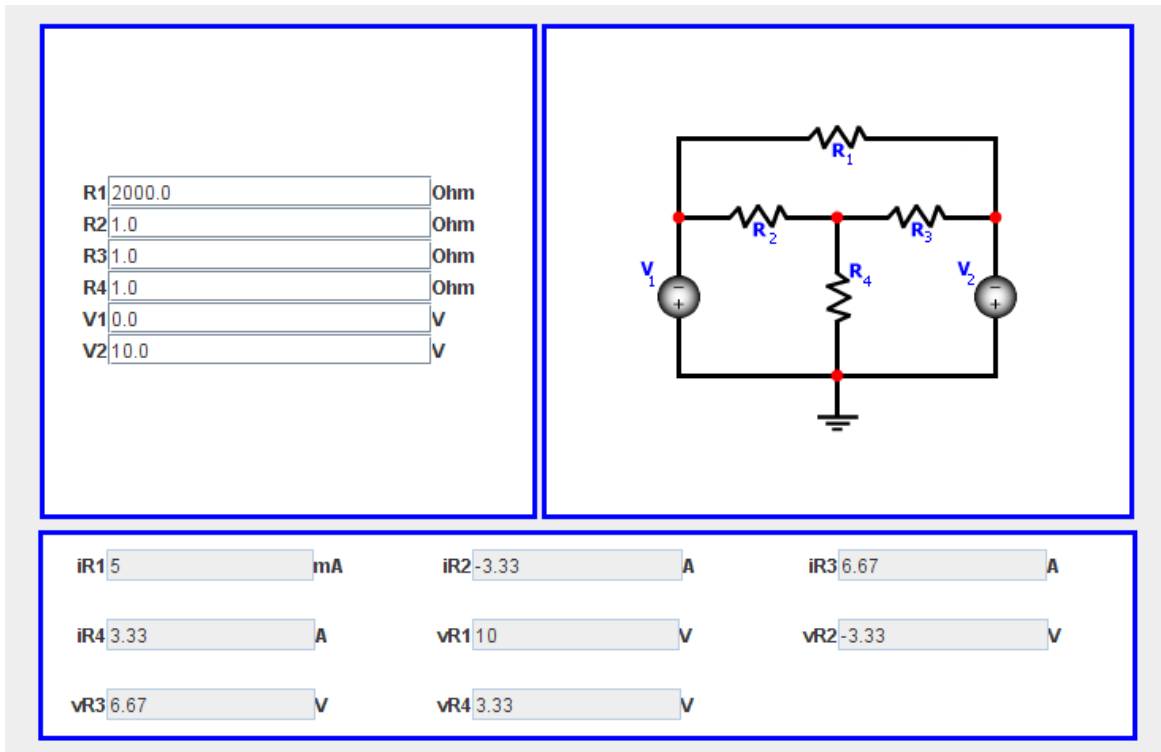 R1 2000.0 Ohm
R2 1.0 Ohm
R3 1.0 Ohm
R4 1.0 Ohm
V1 0.0 V
V2 10.0 V
R1
R2
R3
V1
−
+
R4
V2
−
+
iR1 5 mA
iR2 -3.33 A
iR3 6.67 A
iR4 3.33 A
vR1 10 V
vR2 -3.33 V
vR3 6.67 V
vR4 3.33 V